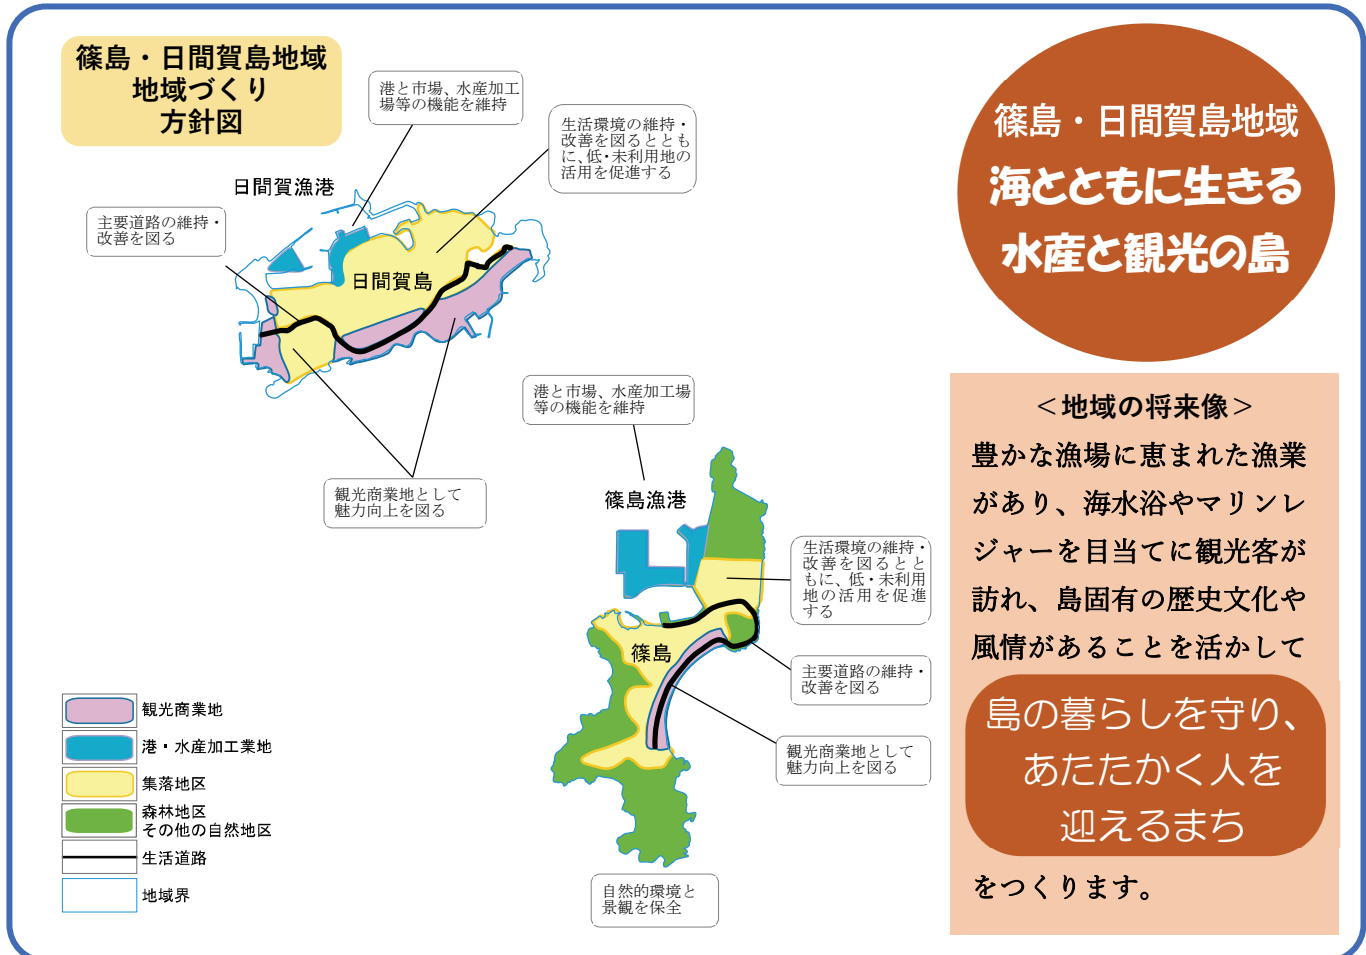 篠島・日間賀島地域
地域づくり
方針図
港と市場、水産加工
場等の機能を維持
生活環境の維持・
改善を図るととも
に、低・未利用地の
活用を促進する
日間賀漁港
主要道路の維持・
改善を図る
日間賀島
観光商業地として
魅力向上を図る
港と市場、水産加工場
等の機能を維持
篠島漁港
生活環境の維持・
改善を図るとと
もに、低・未利用
地の活用を促進
する
篠島
主要道路の維持・
改善を図る
観光商業地として
魅力向上を図る
自然的環境と
景観を保全
観光商業地
港・水産加工業地
集落地区
森林地区
その他の自然地区
生活道路
地域界
篠島・日間賀島地域
海とともに生きる
水産と観光の島
＜地域の将来像＞
豊かな漁場に恵まれた漁業
があり、海水浴やマリンレ
ジャーを目当てに観光客が
訪れ、島固有の歴史文化や
風情があることを活かして
島の暮らしを守り、
あたたかく人を
迎えるまち
をつくります。